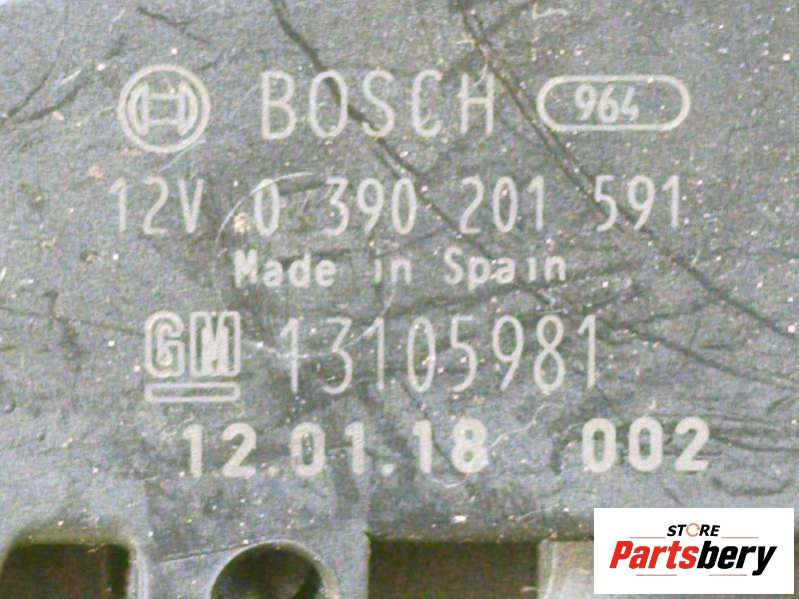 BOSCH 964
12V 0 390 201 591
Made in Spain
GM 13105981
12.01.18 002
STORE
Partsbery